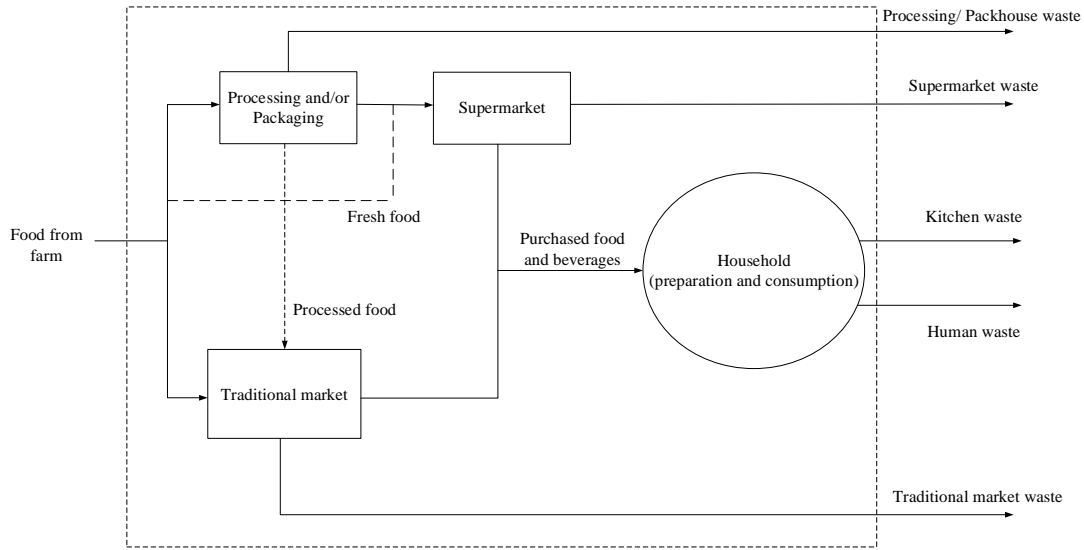 Processing/ Packhouse waste
Processing and/or
Packaging
Supermarket
Supermarket waste
Fresh food
Food from
farm
Purchased food
and beverages
Household
(preparation and consumption)
Kitchen waste
Processed food
Human waste
Traditional market
Traditional market waste